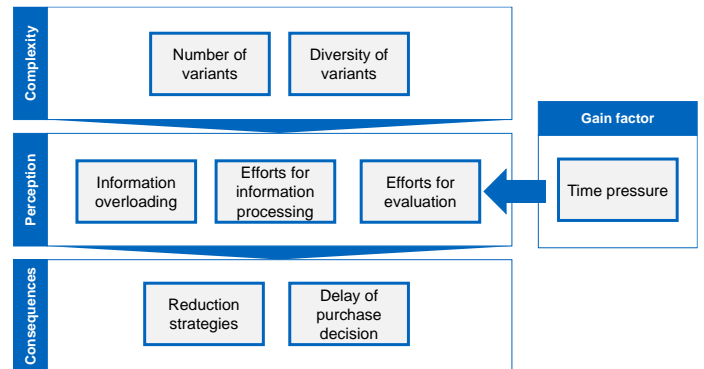 Complexity
Number of
variants
Diversity of
variants
Perception
Information
overloading
Efforts for
information
processing
Efforts for
evaluation
Gain factor
Time pressure
Consequences
Reduction
strategies
Delay of
purchase
decision